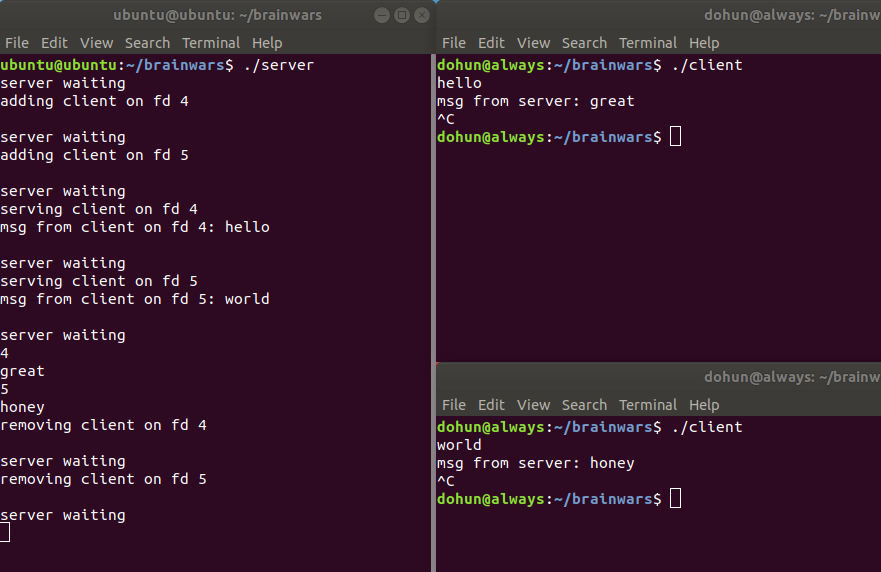 ubuntu@ubuntu: ~/brainwars
File Edit View Search Terminal Help
ubuntu@ubuntu:~/brainwars$ ./server
server waiting
adding client on fd 4
server waiting
adding client on fd 5
server waiting
serving client on fd 4
msg from client on fd 4: hello
server waiting
serving client on fd 5
msg from client on fd 5: world
server waiting
4
great
5
honey
removing client on fd 4
server waiting
removing client on fd 5
server waiting
dohun@always: ~/brainw
File Edit View Search Terminal Help
dohun@always:~/brainwars$ ./client
hello
msg from server: great
^C
dohun@always:~/brainwars$
dohun@always: ~/brainw
File Edit View Search Terminal Help
dohun@always:~/brainwars$ ./client
world
msg from server: honey
^C
dohun@always:~/brainwars$